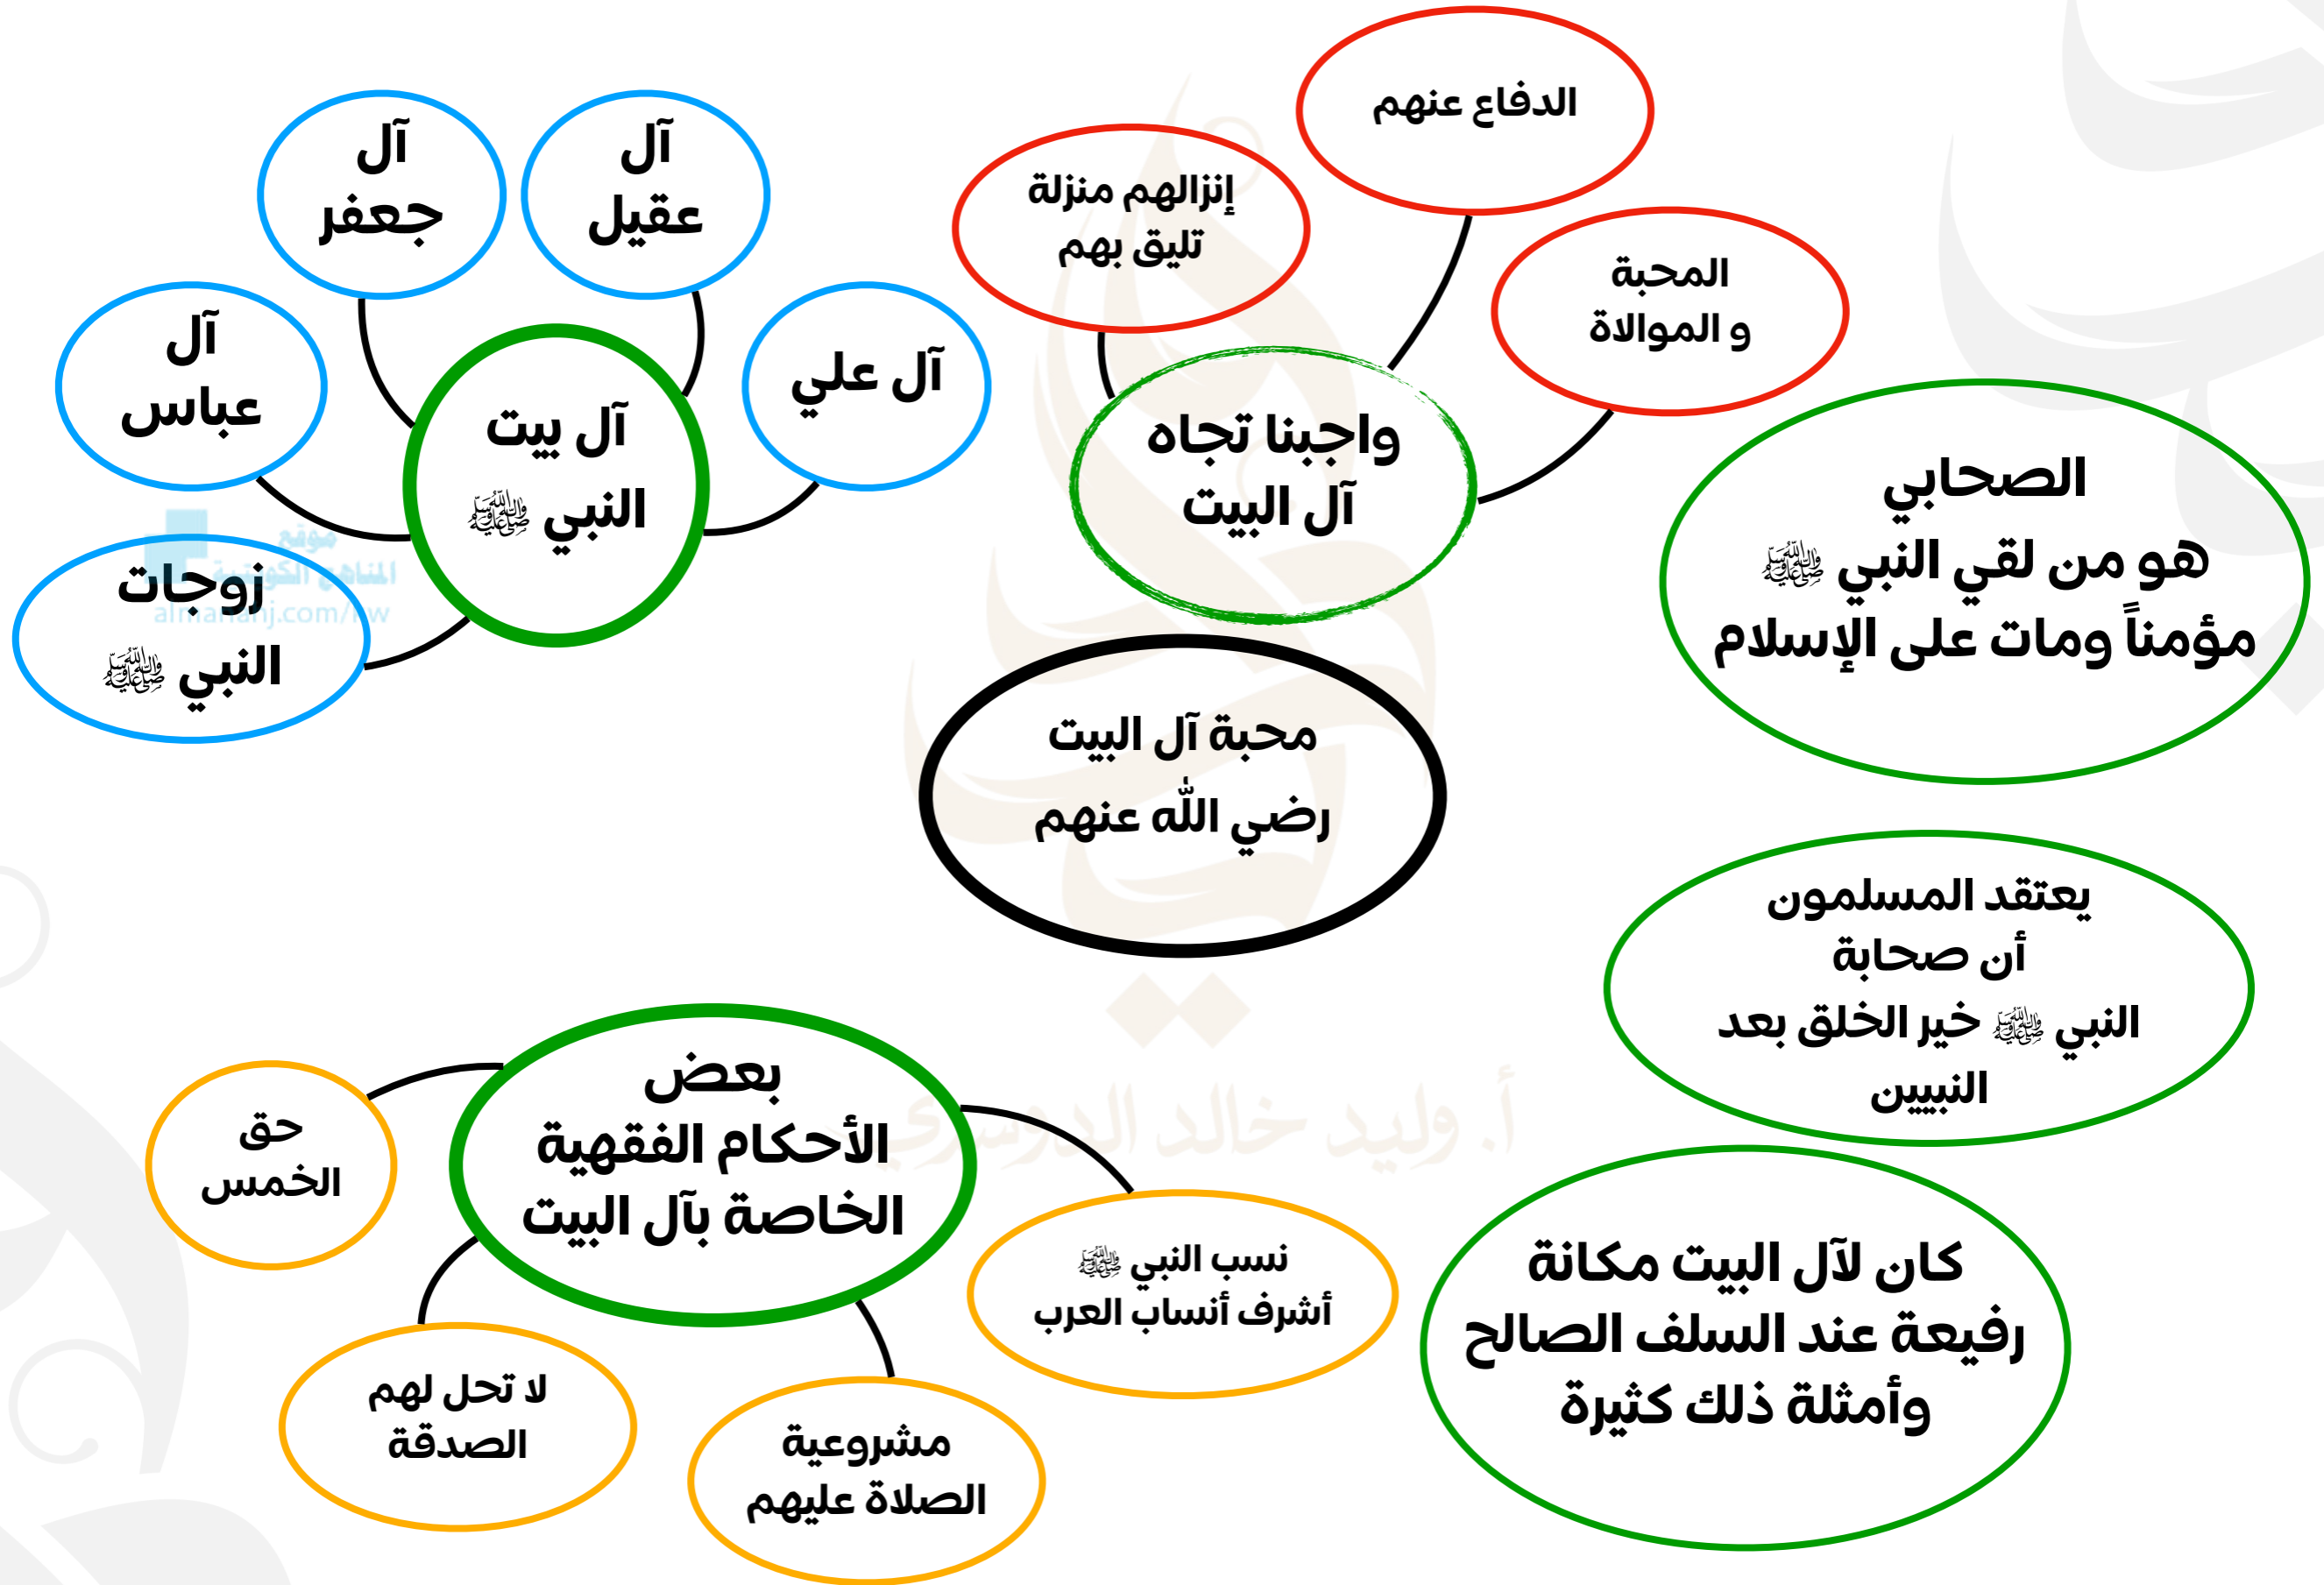 الدفاع عنهم
إنزالهم منزلة
تليق بهم
المحبة
و الموالاة
واجبنا تجاه
آل البيت
آل
عقيل
آل
جعفر
آل علي
آل
عباس
آل بيت
النبي ﷺ
زوجات
النبي ﷺ
موقع
المناهج الكويتية
almanahj.com/kw
الصحابي
هو من لقي النبي ﷺ
مؤمناً ومات على الإسلام
محبة آل البيت
رضي الله عنهم
يعتقد المسلمون
أن صحابة
النبي ﷺ خير الخلق بعد
النبيين
بعض
الأحكام الفقهية
الخاصة بآل البيت
حق
الخمس
لا تحل لهم
الصدقة
مشروعية
الصلاة عليهم
نسب النبي ﷺ
أشرف أنساب العرب
كان لآل البيت مكانة
رفيعة عند السلف الصالح
وأمثلة ذلك كثيرة
أ. وليد خالد